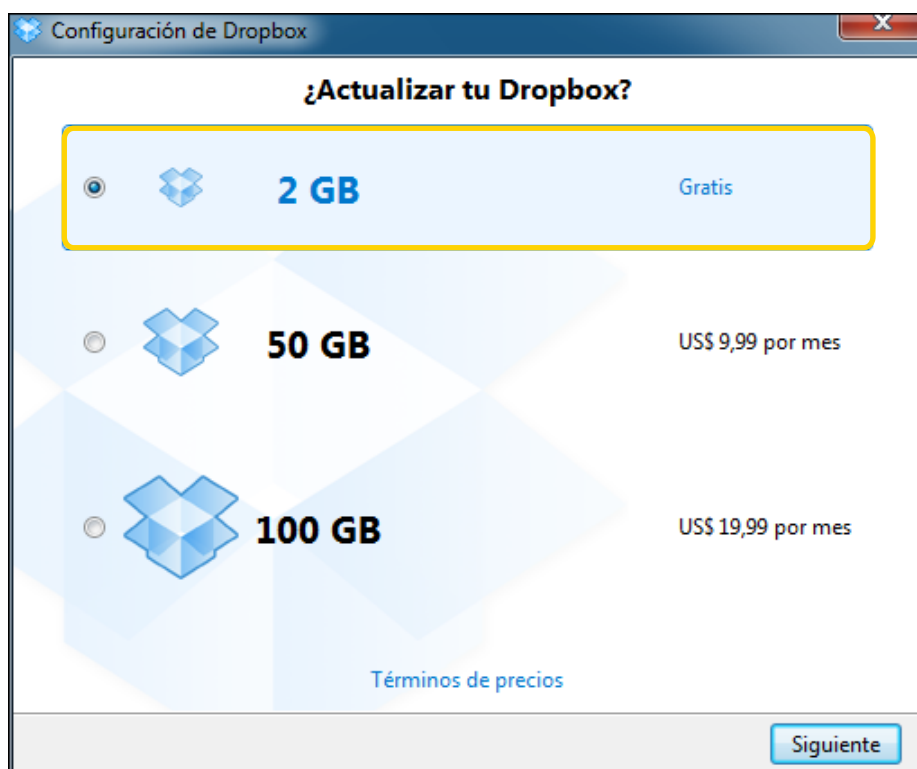 Configuración de Dropbox
¿Actualizar tu Dropbox?
2 GB Gratis
50 GB US$ 9,99 por mes
100 GB US$ 19,99 por mes
Términos de precios
Siguiente